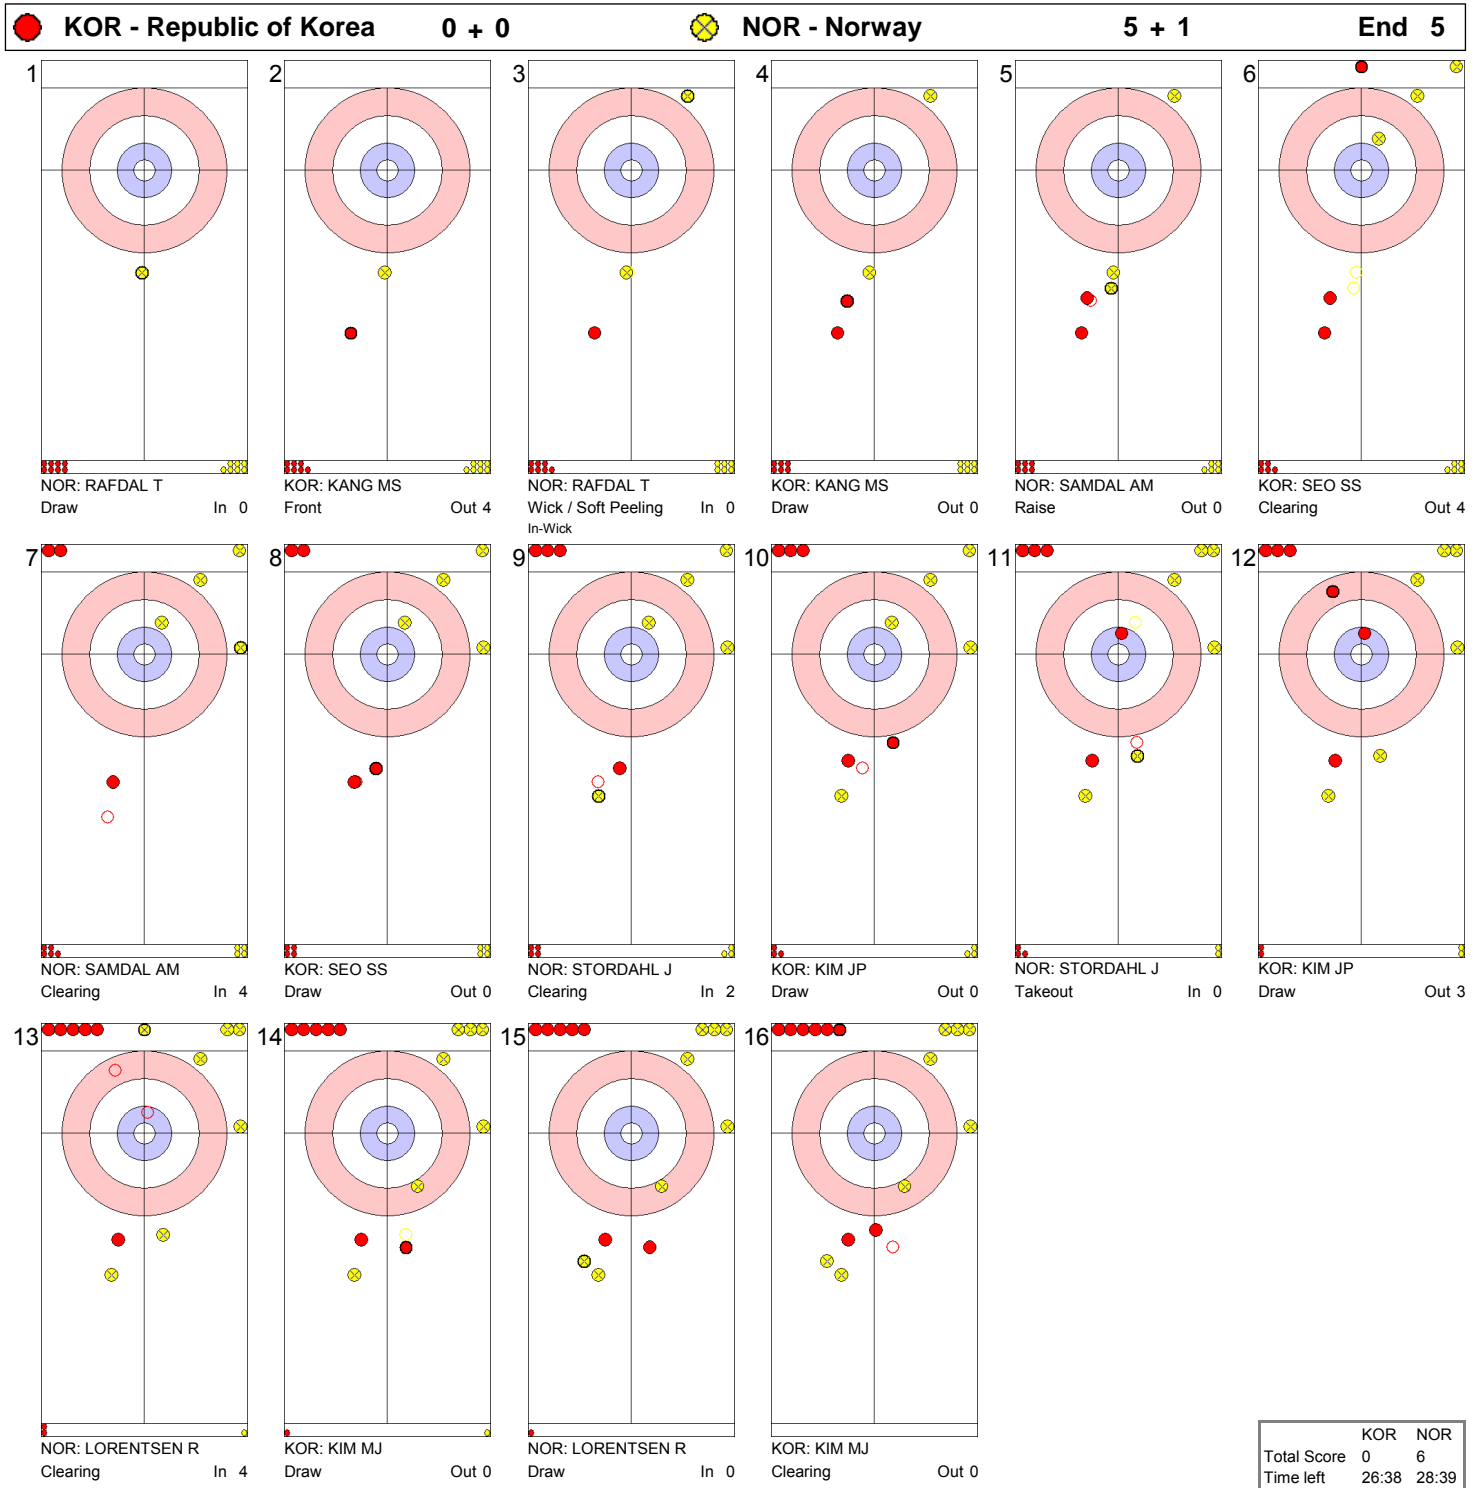 KOR - Republic of Korea 0 + 0 NOR - Norway 5 + 1 End 5
1 2 3 4 5 6
NOR: RAFDAL T KOR: KANG MS NOR: RAFDAL T KOR: KANG MS NOR: SAMDAL AM KOR: SEO SS
Draw In 0 Front Out 4 Wick / Soft Peeling In 0 Draw Out 0 Raise Out 0 Clearing Out 4
In-Wick
7 8 9 10 11 12
NOR: SAMDAL AM KOR: SEO SS NOR: STORDAHL J KOR: KIM JP NOR: STORDAHL J KOR: KIM JP
Clearing In 4 Draw Out 0 Clearing In 2 Draw Out 0 Takeout In 0 Draw Out 3
13 14 15 16
NOR: LORENTSEN R KOR: KIM MJ NOR: LORENTSEN R KOR: KIM MJ
Clearing In 4 Draw Out 0 Draw In 0 Clearing Out 0
KOR NOR
Total Score 0 6
Time left 26:38 28:39